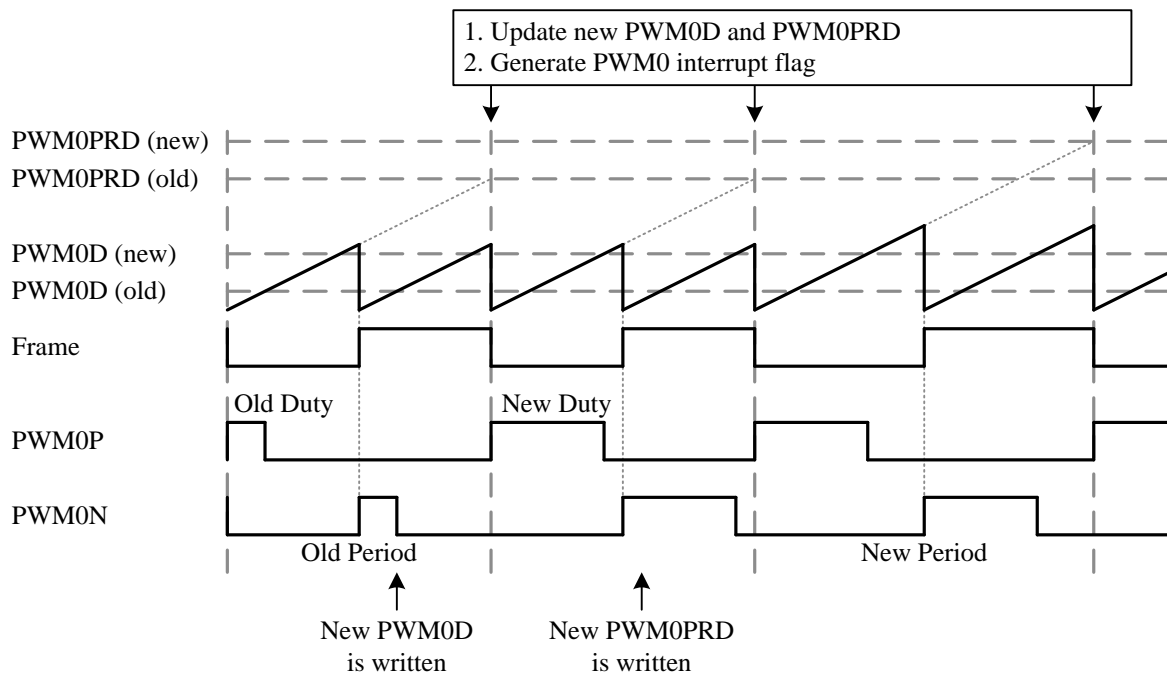 1. Update new PWM0D and PWM0PRD
2. Generate PWM0 interrupt flag
PWM0PRD (new)
PWM0PRD (old)
PWM0D (new)
PWM0D (old)
Frame
Old Duty
New Duty
PWM0P
PWM0N
Old Period
New Period
New PWM0D
is written
New PWM0PRD
is written